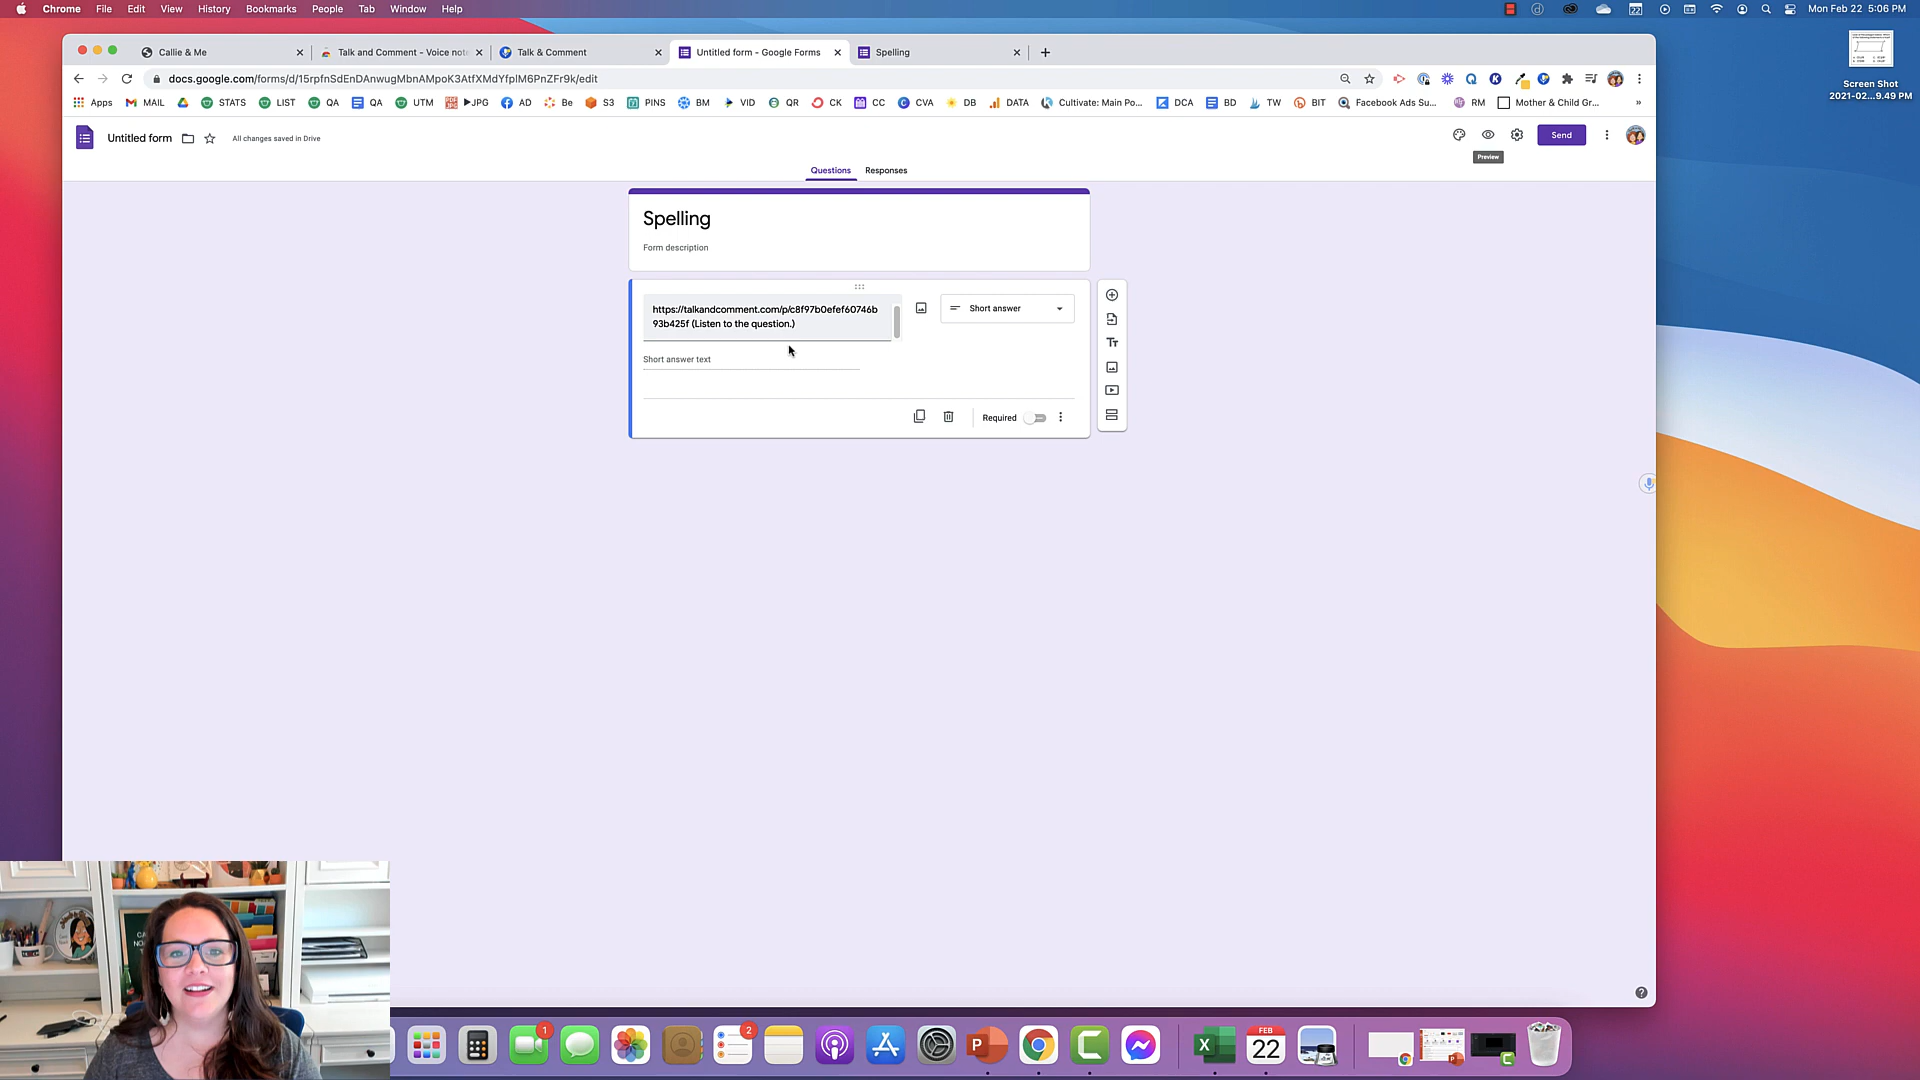 Chrome File Edit View History Bookmarks People Tab Window Help
22
Mon Feb 22 5:06 PM
Callie & Me
Talk and Comment - Voice not
Talk & Comment
Untitled form - Google Forms
Spelling
docs.google.com/forms/d/15rpfnSdEnDAnwugMbnAMpoK3AtfXMdYfplM6PnZFr9k/edit
Apps MAIL STATS LIST QA QA UTM ▶JPG AD Be S3 PINS BM VID QR CK CC CVA DB DATA Cultivate: Main Po... DCA BD TW BIT Facebook Ads Su... RM Mother & Child Gr... »
Screen Shot
2021-02...9.49 PM
Untitled form
All changes saved in Drive
Send
Preview
Questions Responses
Spelling
Form description
https://talkandcomment.com/p/c8f97b0efef60746b
93b425f (Listen to the question.)
Short answer
Short answer text
Required
Tt
1
2
P
X
FEB
22